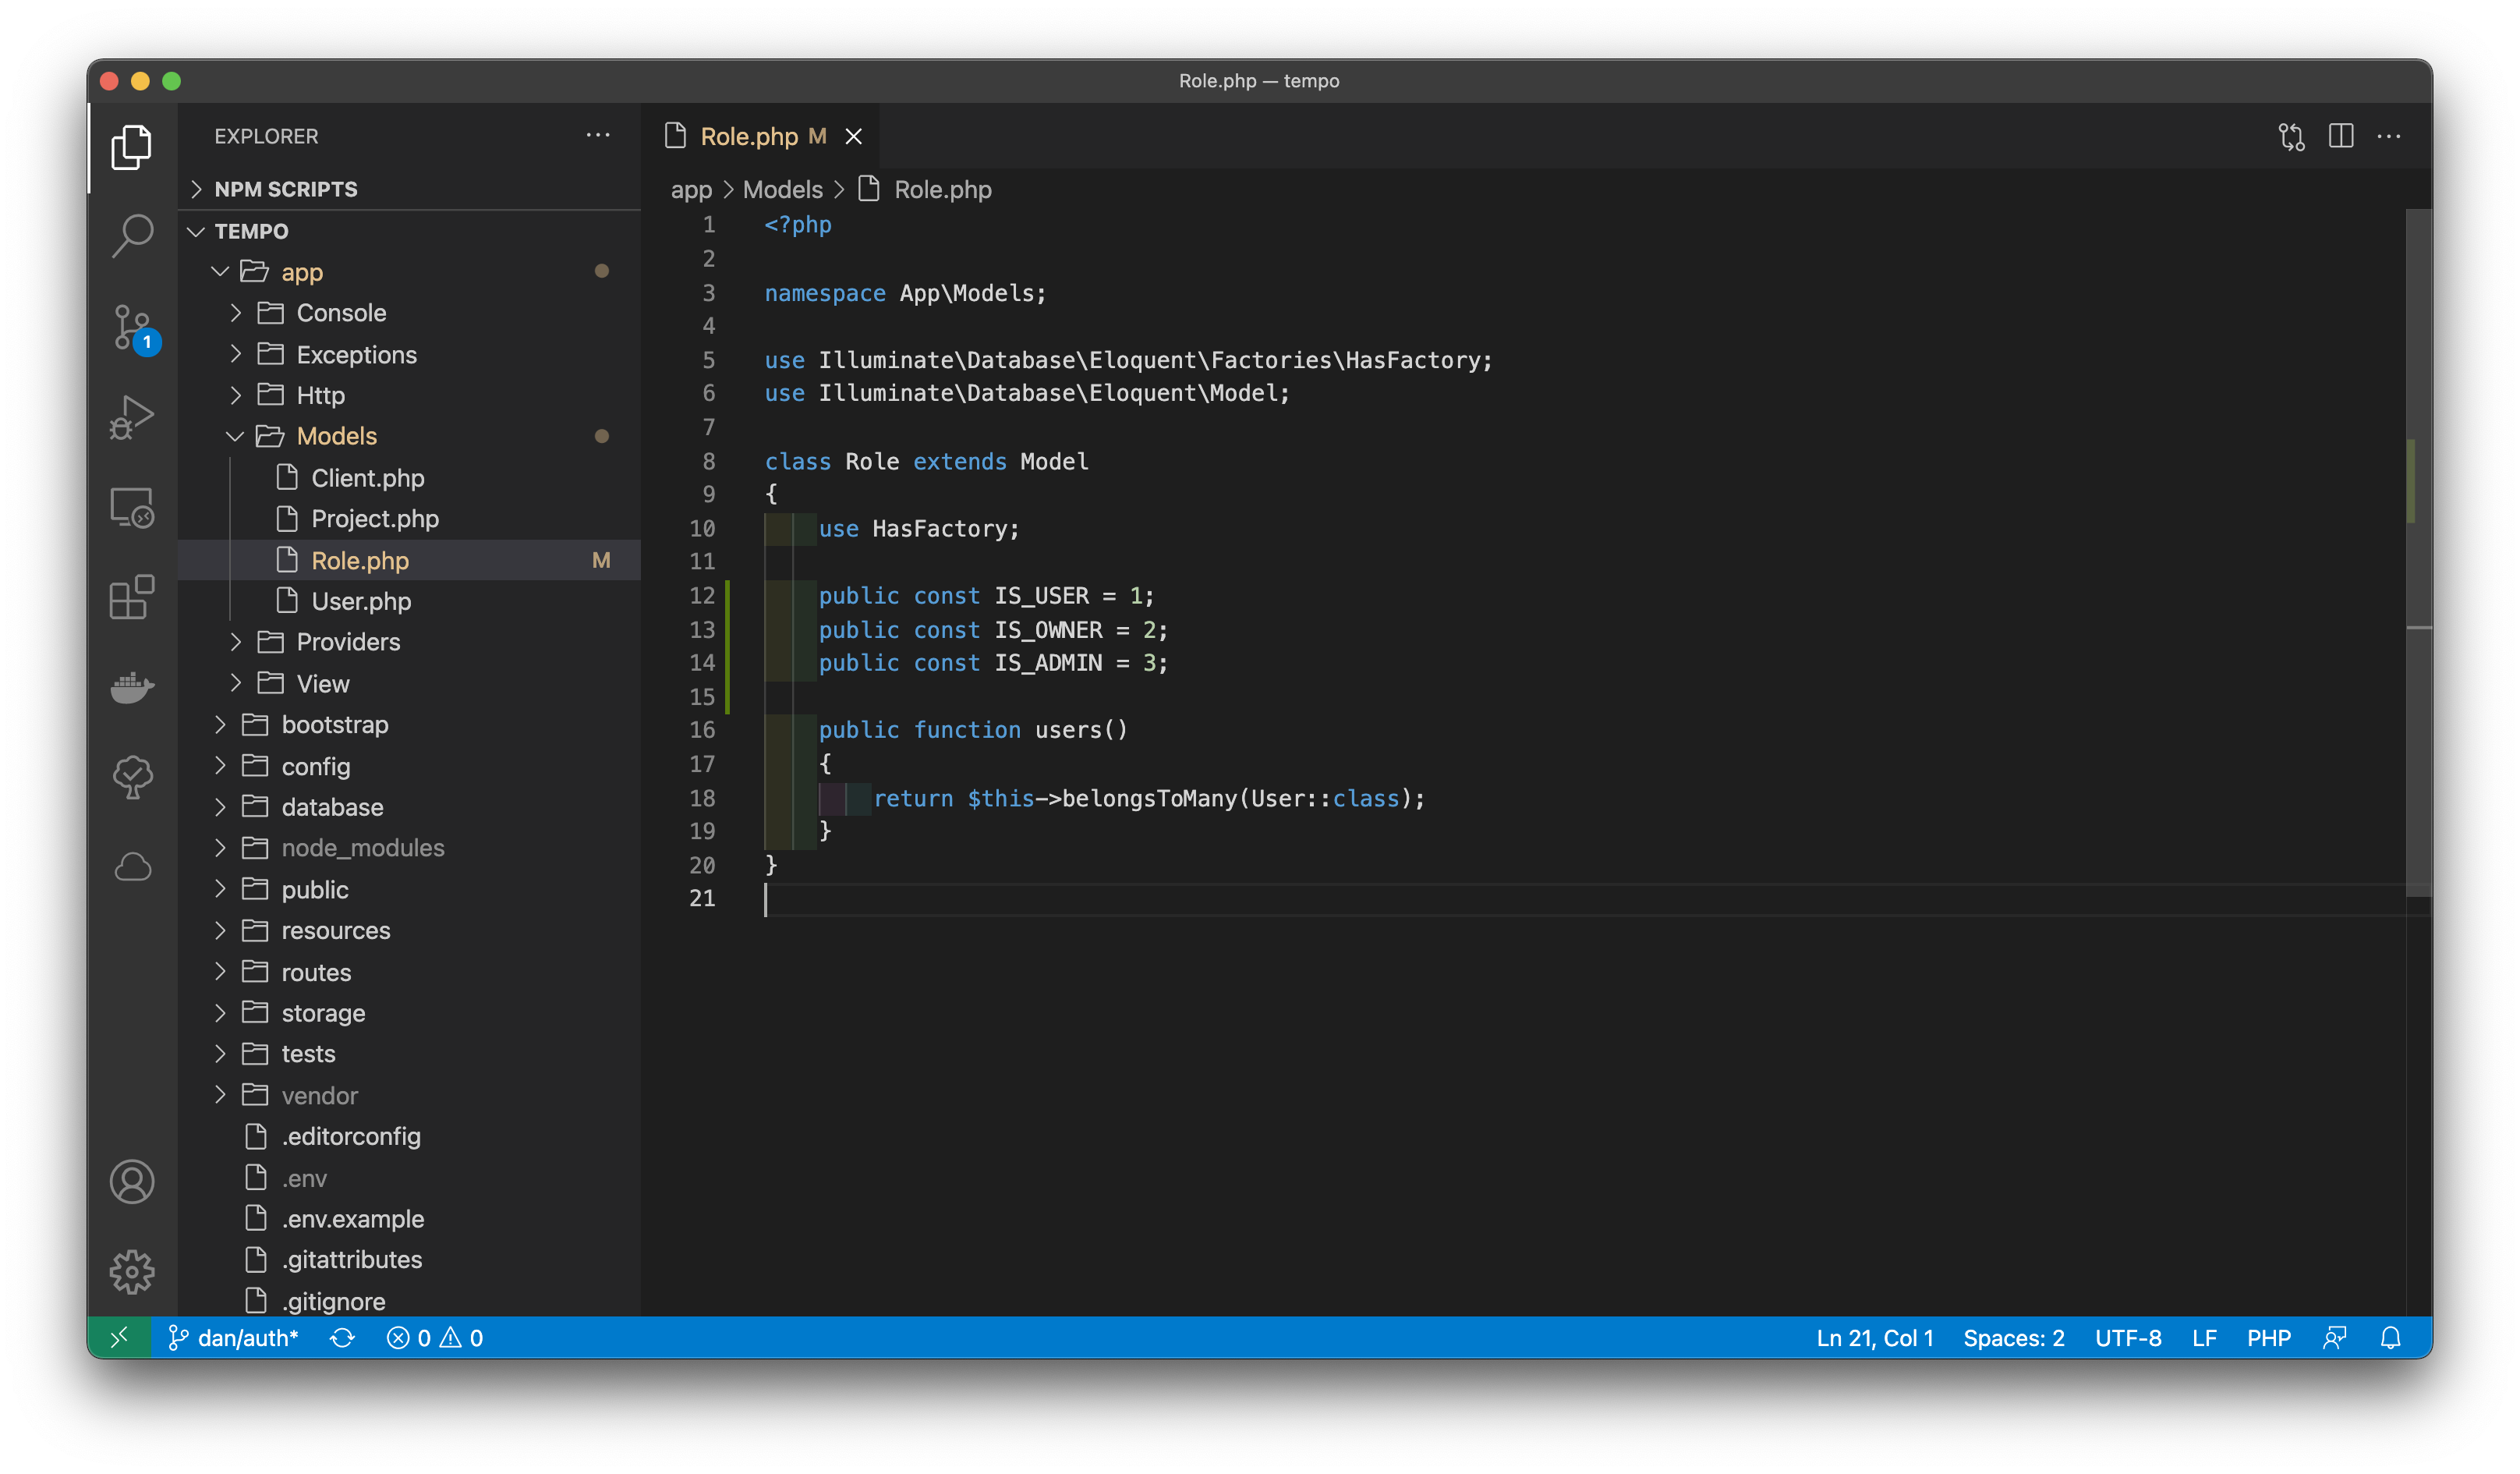 Role.php — tempo
EXPLORER
NPM SCRIPTS
TEMPO
app
Console
Exceptions
Http
Models
Client.php
Project.php
Role.php M
User.php
Providers
View
bootstrap
config
database
node_modules
public
resources
routes
storage
tests
vendor
.editorconfig
.env
.env.example
.gitattributes
.gitignore
1
Role.php M
app > Models > Role.php
1 <?php
2
3 namespace App\Models;
4
5 use Illuminate\Database\Eloquent\Factories\HasFactory;
6 use Illuminate\Database\Eloquent\Model;
7
8 class Role extends Model
9 {
10 use HasFactory;
11
12 public const IS_USER = 1;
13 public const IS_OWNER = 2;
14 public const IS_ADMIN = 3;
15
16 public function users()
17 {
18 return $this->belongsToMany(User::class);
19 }
20 }
21
dan/auth* 0 0 Ln 21, Col 1 Spaces: 2 UTF-8 LF PHP